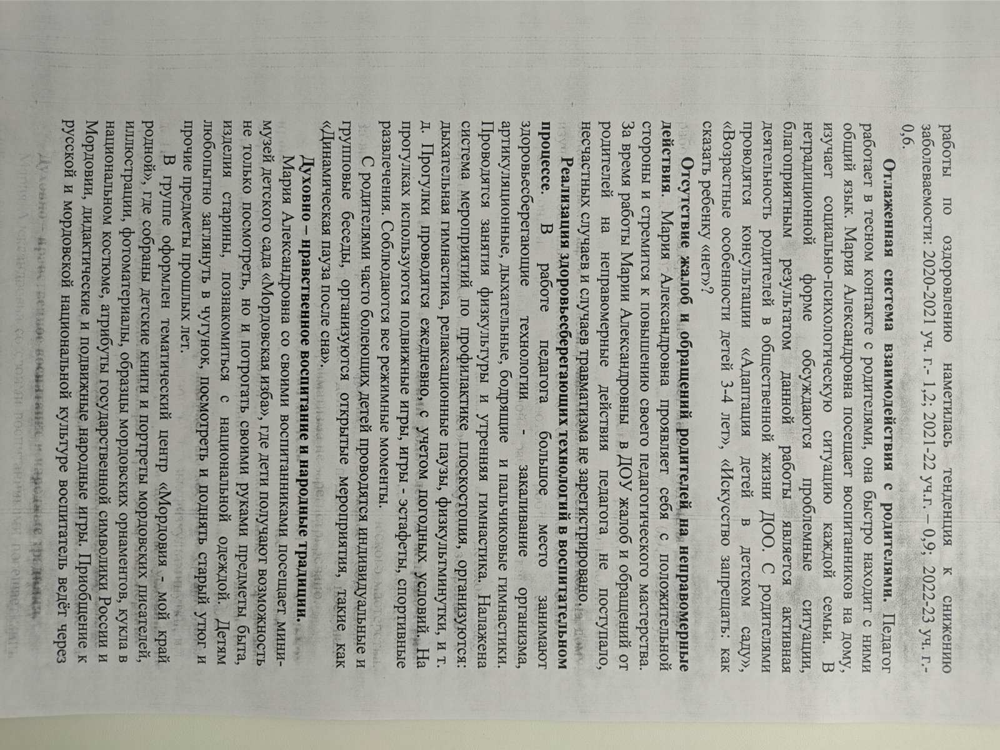 работы по оздоровлению наметилась тенденция к снижению
заболеваемости: 2020-2021 уч. г.- 1,2; 2021-22 уч.г. – 0,9; 2022-23 уч. г.-
0,6.
Отлаженная система взаимодействия с родителями. Педагог
работает в тесном контакте с родителями, она быстро находит с ними
общий язык. Мария Александровна посещает воспитанников на дому,
изучает социально-психологическую ситуацию каждой семьи. В
нетрадиционной форме обсуждаются проблемные ситуации,
благоприятным результатом данной работы является активная
деятельность родителей в общественной жизни ДОО. С родителями
проводятся консультации «Адаптация детей в детском саду»,
«Возрастные особенности детей 3-4 лет», «Искусство запрещать: как
сказать ребенку «нет»?
Отсутствие жалоб и обращений родителей на неправомерные
действия. Мария Александровна проявляет себя с положительной
стороны и стремится к повышению своего педагогического мастерства.
За время работы Марии Александровны в ДОУ жалоб и обращений от
родителей на неправомерные действия педагога не поступало,
несчастных случаев и случаев травматизма не зарегистрировано.
Реализация здоровьесберегающих технологий в воспитательном
процессе. В работе педагога большое место занимают
здоровьесберегающие технологии - закаливание организма,
артикуляционные, дыхательные, бодрящие и пальчиковые гимнастики.
Проводятся занятия физкультуры и утренняя гимнастика. Налажена
система мероприятий по профилактике плоскостопия, организуются:
дыхательная гимнастика, релаксационные паузы, физкультминутки, и т.
д. Прогулки проводятся ежедневно, с учетом погодных условий. На
прогулках используются подвижные игры, игры - эстафеты, спортивные
развлечения. Соблюдаются все режимные моменты.
С родителями часто болеющих детей проводятся индивидуальные и
групповые беседы, организуются открытые мероприятия, такие как
«Динамическая пауза после сна».
Духовно – нравственное воспитание и народные традиции.
Мария Александровна со своими воспитанниками посещает мини-
музей детского сада «Мордовская изба», где дети получают возможность
не только посмотреть, но и потрогать своими руками предметы быта,
изделия старины, познакомиться с национальной одеждой. Детям
любопытно заглянуть в чугунок, посмотреть и поднять старый утюг и
прочие предметы прошлых лет.
В группе оформлен тематический центр «Мордовия - мой край
родной», где собраны детские книги и портреты мордовских писателей,
иллюстрации, фотоматериалы, образцы мордовских орнаментов, кукла в
национальном костюме, атрибуты государственной символики России и
Мордовии, дидактические и подвижные народные игры. Приобщение к
русской и мордовской национальной культуре воспитатель ведёт через